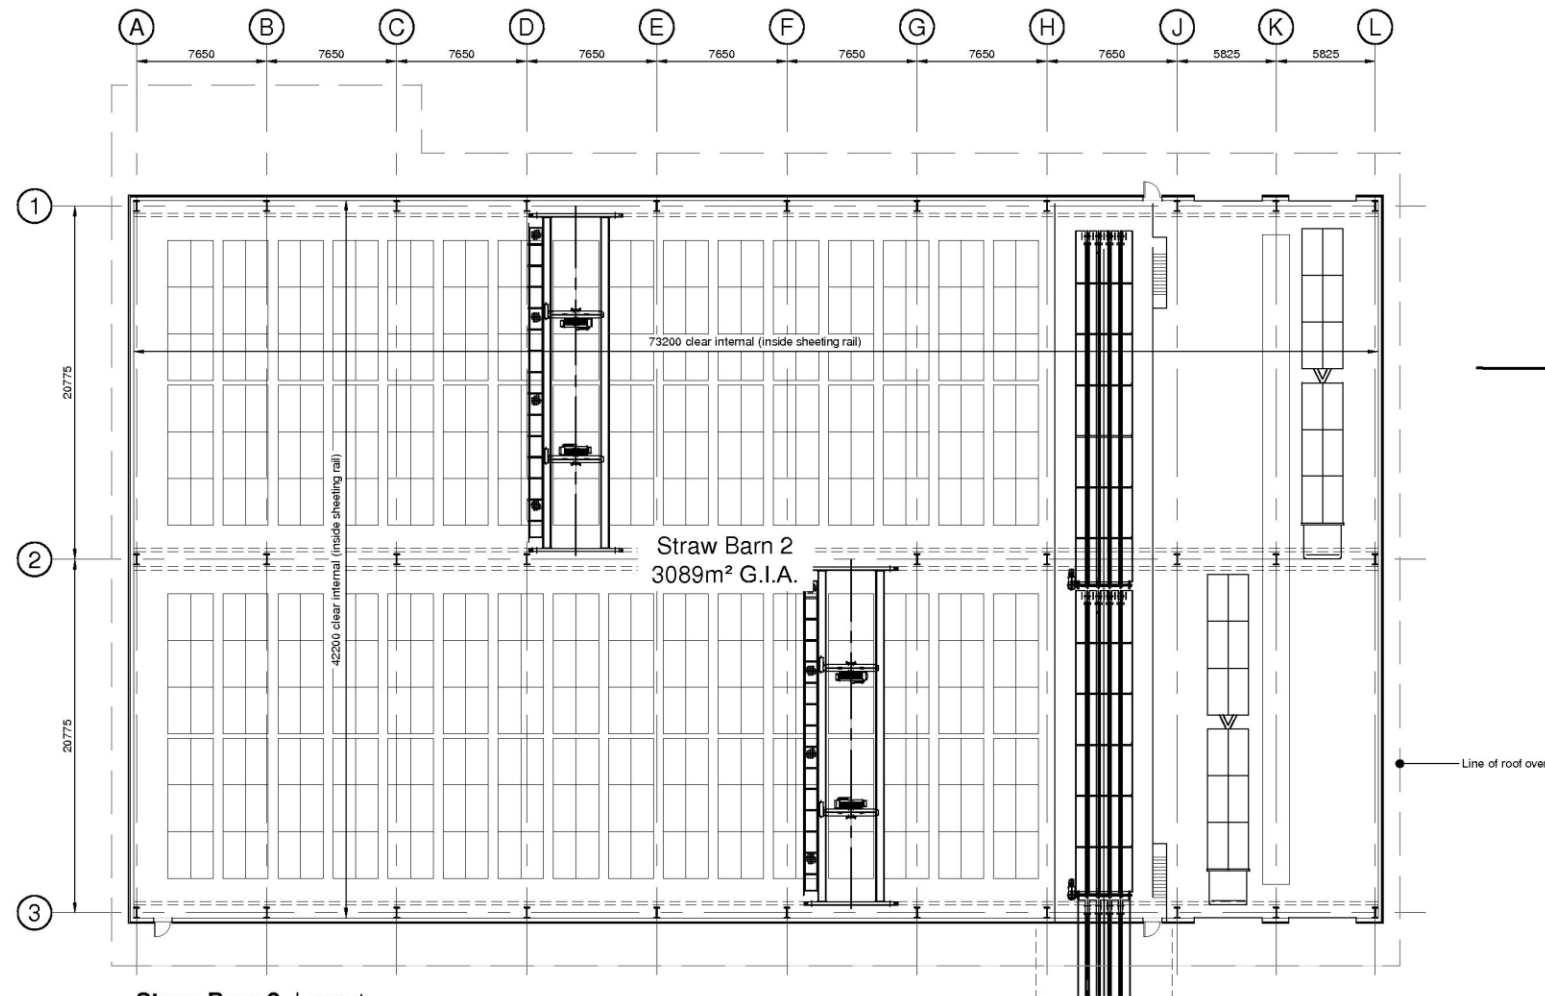 A B C D E F G H J K L
7650 7650 7650 7650 7650 7650 7650 7650 5825 5825
1
20775
73200 clear internal (inside sheeting rail)
42200 clear internal (inside sheeting rail)
2
Straw Barn 2
3089m² G.I.A.
20775
Line of roof over
3